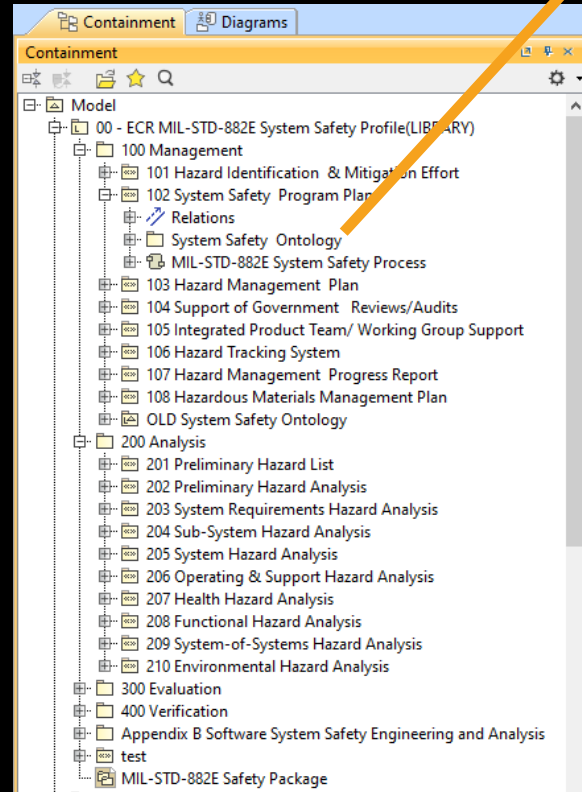 Containment Diagrams
Containment
Model
00 - ECR MIL-STD-882E System Safety Profile(LIBRARY)
100 Management
101 Hazard Identification & Mitigation Effort
102 System Safety Program Plan
Relations
System Safety Ontology
MIL-STD-882E System Safety Process
103 Hazard Management Plan
104 Support of Government Reviews/Audits
105 Integrated Product Team/ Working Group Support
106 Hazard Tracking System
107 Hazard Management Progress Report
108 Hazardous Materials Management Plan
OLD System Safety Ontology
200 Analysis
201 Preliminary Hazard List
202 Preliminary Hazard Analysis
203 System Requirements Hazard Analysis
204 Sub-System Hazard Analysis
205 System Hazard Analysis
206 Operating & Support Hazard Analysis
207 Health Hazard Analysis
208 Functional Hazard Analysis
209 System-of-Systems Hazard Analysis
210 Environmental Hazard Analysis
300 Evaluation
400 Verification
Appendix B Software System Safety Engineering and Analysis
test
MIL-STD-882E Safety Package